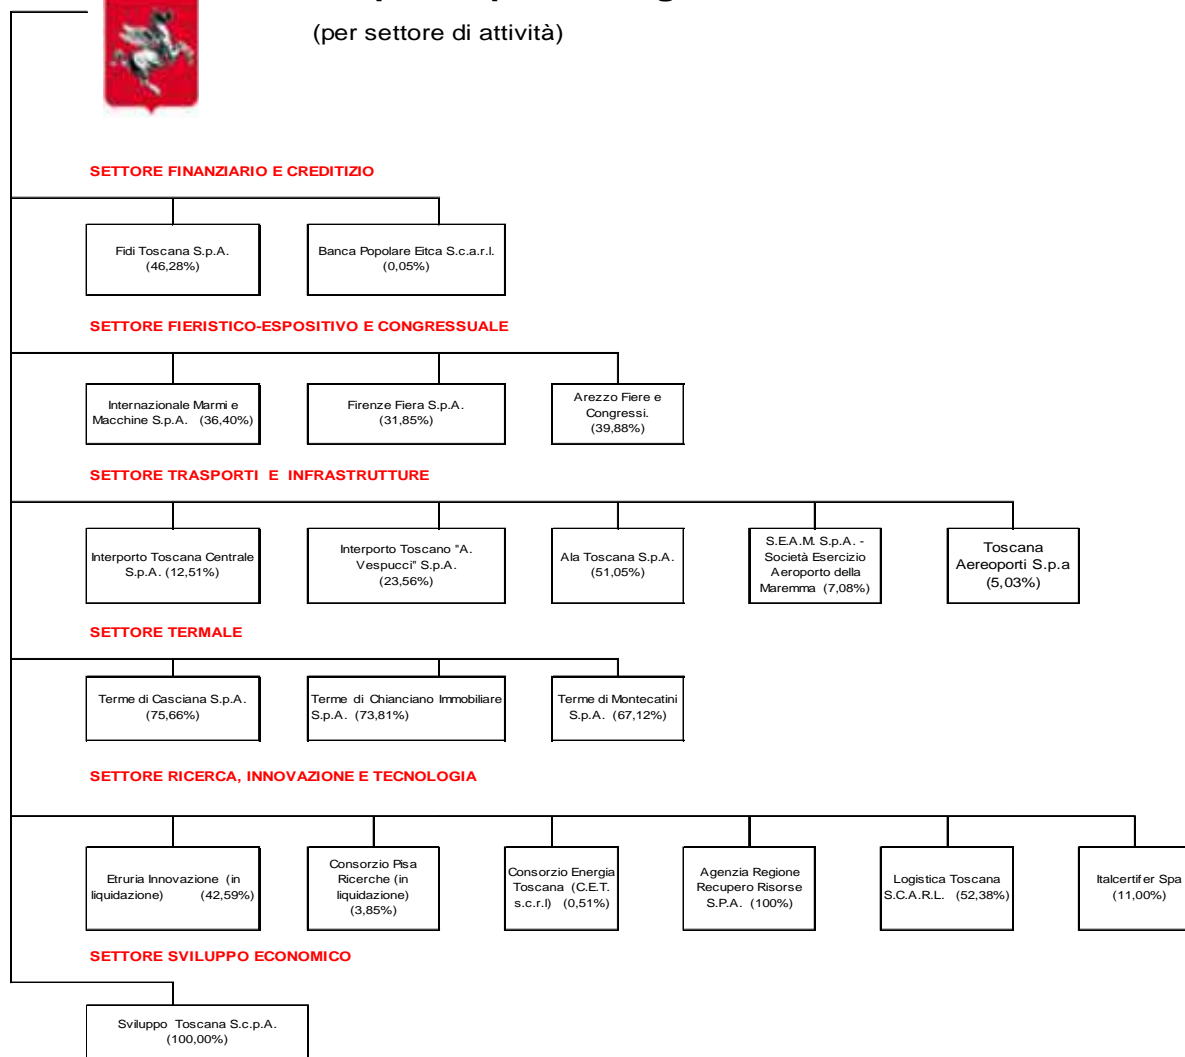 (per settore di attività)
SETTORE FINANZIARIO E CREDITIZIO
Fidi Toscana S.p.A.
(46,28%)
Banca Popolare Eitca S.c.a.r.l.
(0,05%)
SETTORE FIERISTICO-ESPOSITIVO E CONGRESSUALE
Internazionale Marmi e
Macchine S.p.A. (36,40%)
Firenze Fiera S.p.A.
(31,85%)
Arezzo Fiere e
Congressi.
(39,88%)
SETTORE TRASPORTI E INFRASTRUTTURE
Interporto Toscana Centrale
S.p.A. (12,51%)
Interporto Toscano "A.
Vespucci" S.p.A.
(23,56%)
Ala Toscana S.p.A.
(51,05%)
S.E.A.M. S.p.A. -
Società Esercizio
Aeroporto della
Maremma (7,08%)
Toscana
Aereoporti S.p.a
(5,03%)
SETTORE TERMALE
Terme di Casciana S.p.A.
(75,66%)
Terme di Chianciano Immobiliare
S.p.A. (73,81%)
Terme di Montecatini
S.p.A. (67,12%)
SETTORE RICERCA, INNOVAZIONE E TECNOLOGIA
Etruria Innovazione (in
liquidazione) (42,59%)
Consorzio Pisa
Ricerche (in
liquidazione)
(3,85%)
Consorzio Energia
Toscana (C.E.T.
s.c.r.l) (0,51%)
Agenzia Regione
Recupero Risorse
S.P.A. (100%)
Logistica Toscana
S.C.A.R.L. (52,38%)
Italcertifer Spa
(11,00%)
SETTORE SVILUPPO ECONOMICO
Sviluppo Toscana S.c.p.A.
(100,00%)